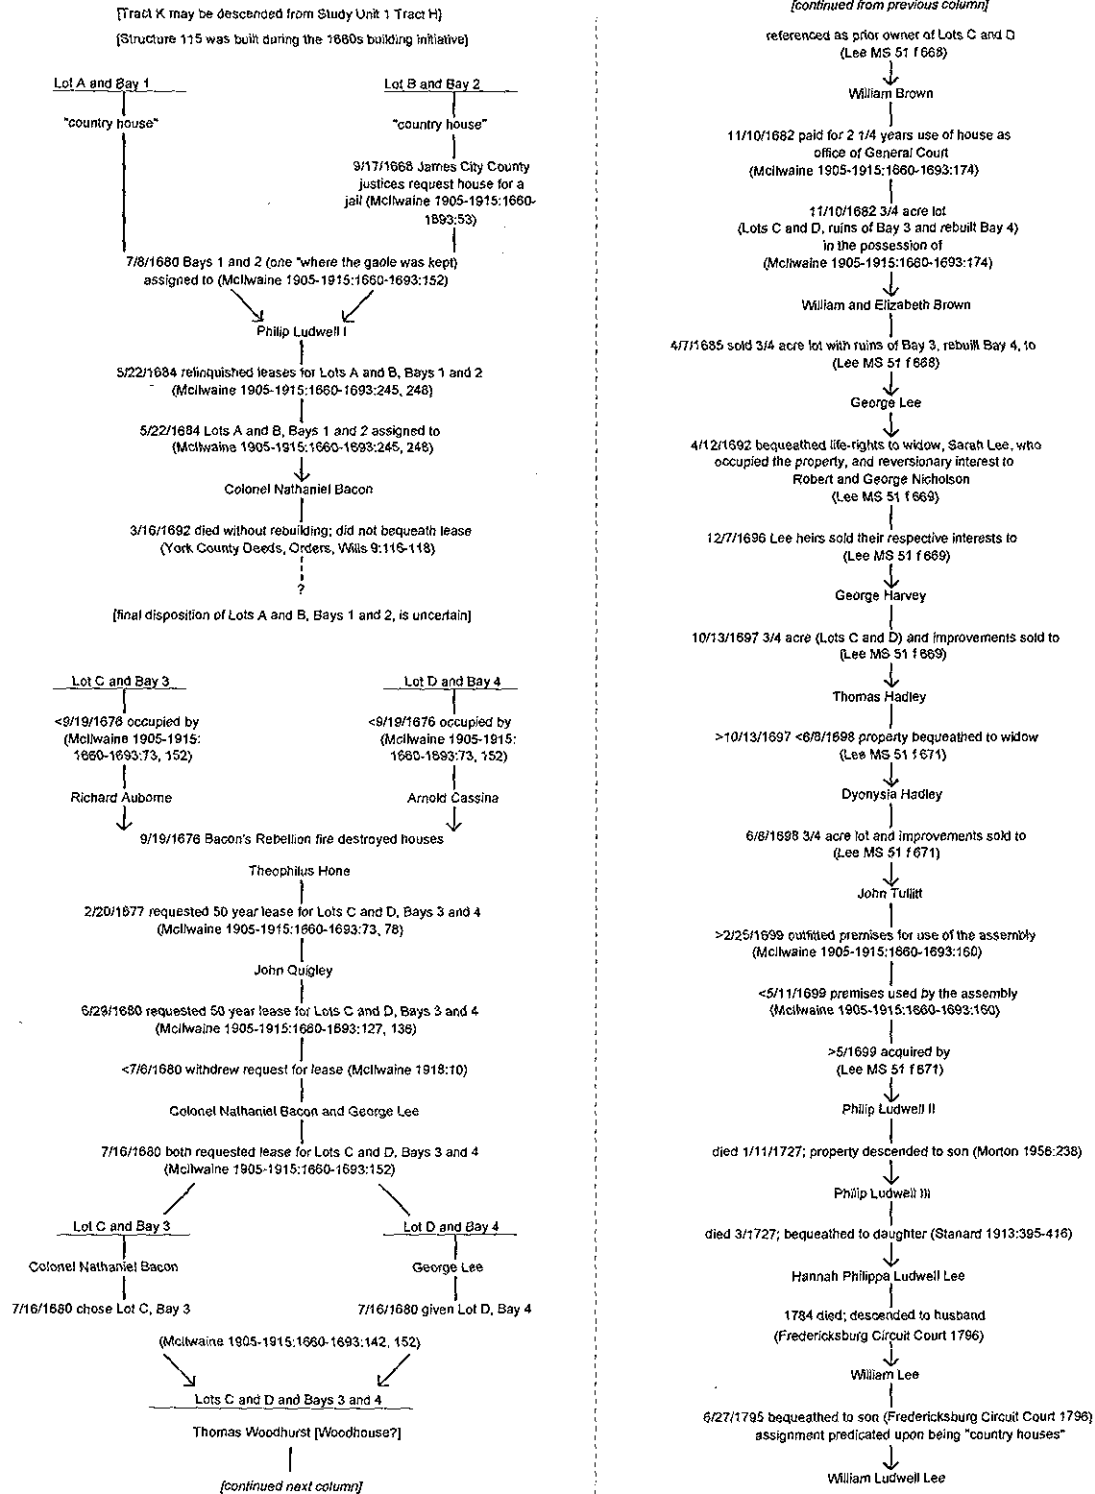 [Tract K may be descended from Study Unit 1 Tract H]
[Structure 115 was built during the 1660s building initiative]
Lot A and Bay 1
"country house"
Lot B and Bay 2
"country house"
9/17/1668 James City County
justices request house for a
jail (McIlwaine 1905-1915:1660-
1693:53)
7/8/1680 Bays 1 and 2 (one "where the gaole was kept)
assigned to (McIlwaine 1905-1915:1660-1693:152)
Philip Ludwell I
5/22/1684 relinquished leases for Lots A and B, Bays 1 and 2
(McIlwaine 1905-1915:1660-1693:245, 248)
5/22/1684 Lots A and B, Bays 1 and 2 assigned to
(McIlwaine 1905-1915:1660-1693:245, 248)
Colonel Nathaniel Bacon
3/16/1692 died without rebuilding; did not bequeath lease
(York County Deeds, Orders, Wills 9:116-118)
?
[final disposition of Lots A and B, Bays 1 and 2, is uncertain]
Lot C and Bay 3
<9/19/1676 occupied by
(McIlwaine 1905-1915:
1660-1693:73, 152)
Richard Auborne
Lot D and Bay 4
<9/19/1676 occupied by
(McIlwaine 1905-1915:
1660-1693:73, 152)
Arnold Cassina
9/19/1676 Bacon's Rebellion fire destroyed houses
Theophilus Hone
2/20/1677 requested 50 year lease for Lots C and D, Bays 3 and 4
(McIlwaine 1905-1915:1660-1693:73, 78)
John Quigley
6/29/1680 requested 50 year lease for Lots C and D, Bays 3 and 4
(McIlwaine 1905-1915:1660-1693:127, 136)
<7/6/1680 withdrew request for lease (McIlwaine 1918:10)
Colonel Nathaniel Bacon and George Lee
7/16/1680 both requested lease for Lots C and D, Bays 3 and 4
(McIlwaine 1905-1915:1660-1693:152)
Lot C and Bay 3
Colonel Nathaniel Bacon
7/16/1680 chose Lot C, Bay 3
Lot D and Bay 4
George Lee
7/16/1680 given Lot D, Bay 4
(McIlwaine 1905-1915:1660-1693:142, 152)
Lots C and D and Bays 3 and 4
Thomas Woodhurst [Woodhouse?]
[continued next column]
[continued from previous column]
referenced as prior owner of Lots C and D
(Lee MS 51 f 668)
William Brown
11/10/1682 paid for 2 1/4 years use of house as
office of General Court
(McIlwaine 1905-1915:1660-1693:174)
11/10/1682 3/4 acre lot
(Lots C and D, ruins of Bay 3 and rebuilt Bay 4)
in the possession of
(McIlwaine 1905-1915:1660-1693:174)
William and Elizabeth Brown
4/7/1685 sold 3/4 acre lot with ruins of Bay 3, rebuilt Bay 4, to
(Lee MS 51 f 668)
George Lee
4/12/1692 bequathed life-rights to widow, Sarah Lee, who
occupied the property, and reversionary interest to
Robert and George Nicholson
(Lee MS 51 f 669)
12/7/1696 Lee heirs sold their respective interests to
(Lee MS 51 f 669)
George Harvey
10/13/1697 3/4 acre (Lots C and D) and improvements sold to
(Lee MS 51 f 669)
Thomas Hadley
>10/13/1697 <6/8/1698 property bequeathed to widow
(Lee MS 51 f 671)
Dyonysia Hadley
6/8/1698 3/4 acre lot and improvements sold to
(Lee MS 51 f 671)
John Tullitt
>2/25/1699 outfitted premises for use of the assembly
(McIlwaine 1905-1915:1660-1693:160)
<5/11/1699 premises used by the assembly
(McIlwaine 1905-1915:1660-1693:160)
>5/1699 acquired by
(Lee MS 51 f 671)
Philip Ludwell II
died 1/11/1727; property descended to son (Morton 1956:238)
Philip Ludwell III
died 3/1727; bequeathed to daughter (Stanard 1913:395-416)
Hannah Philippa Ludwell Lee
1784 died; descended to husband
(Fredericksburg Circuit Court 1796)
William Lee
6/27/1795 bequeathed to son (Fredericksburg Circuit Court 1796)
assignment predicated upon being "country houses"
William Ludwell Lee